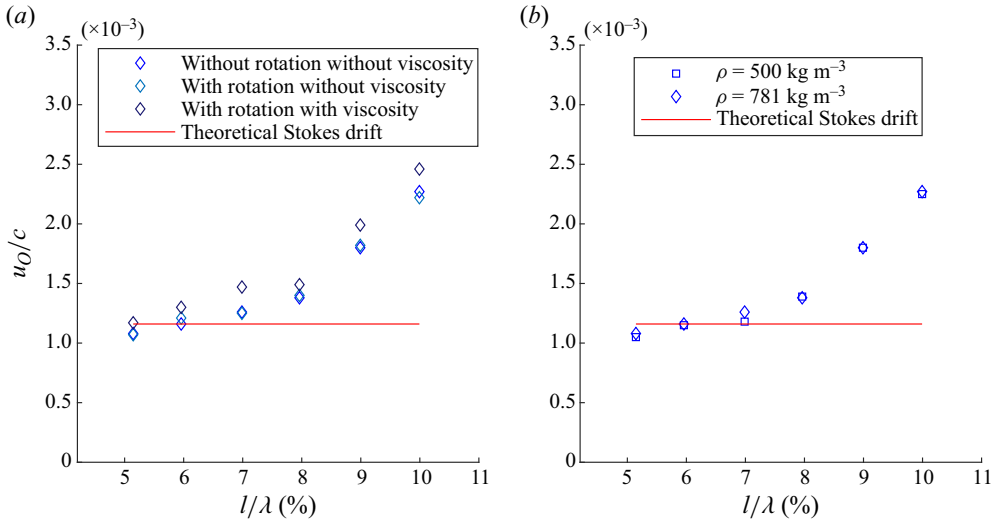 (a)
(×10⁻³)
3.5
3.0
2.5
2.0
1.5
1.0
0.5
0
u_O/c
Without rotation without viscosity
With rotation without viscosity
With rotation with viscosity
Theoretical Stokes drift
5 6 7 8 9 10 11
l/λ (%)
(b)
(×10⁻³)
3.5
3.0
2.5
2.0
1.5
1.0
0.5
0
ρ = 500 kg m⁻³
ρ = 781 kg m⁻³
Theoretical Stokes drift
5 6 7 8 9 10 11
l/λ (%)